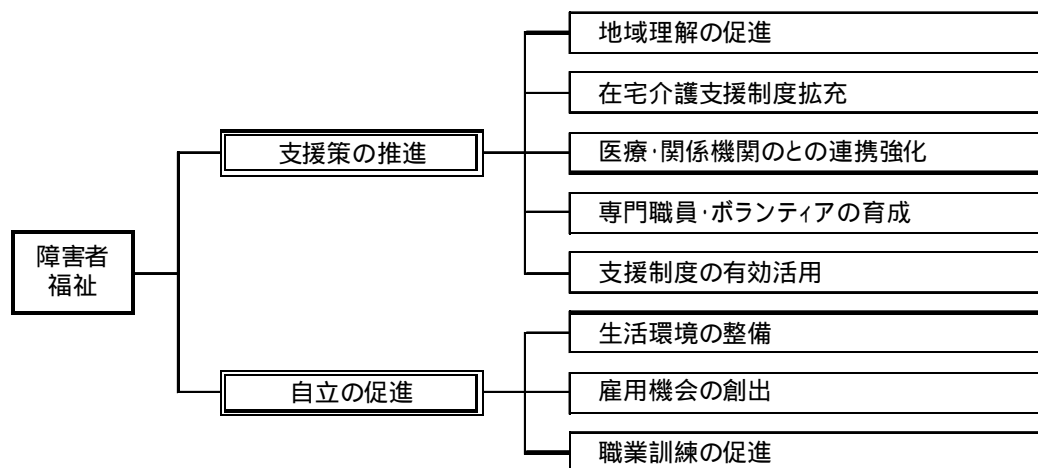 障害者
福祉
支援策の推進
地域理解の促進
在宅介護支援制度拡充
医療・関係機関のとの連携強化
専門職員・ボランティアの育成
支援制度の有効活用
自立の促進
生活環境の整備
雇用機会の創出
職業訓練の促進